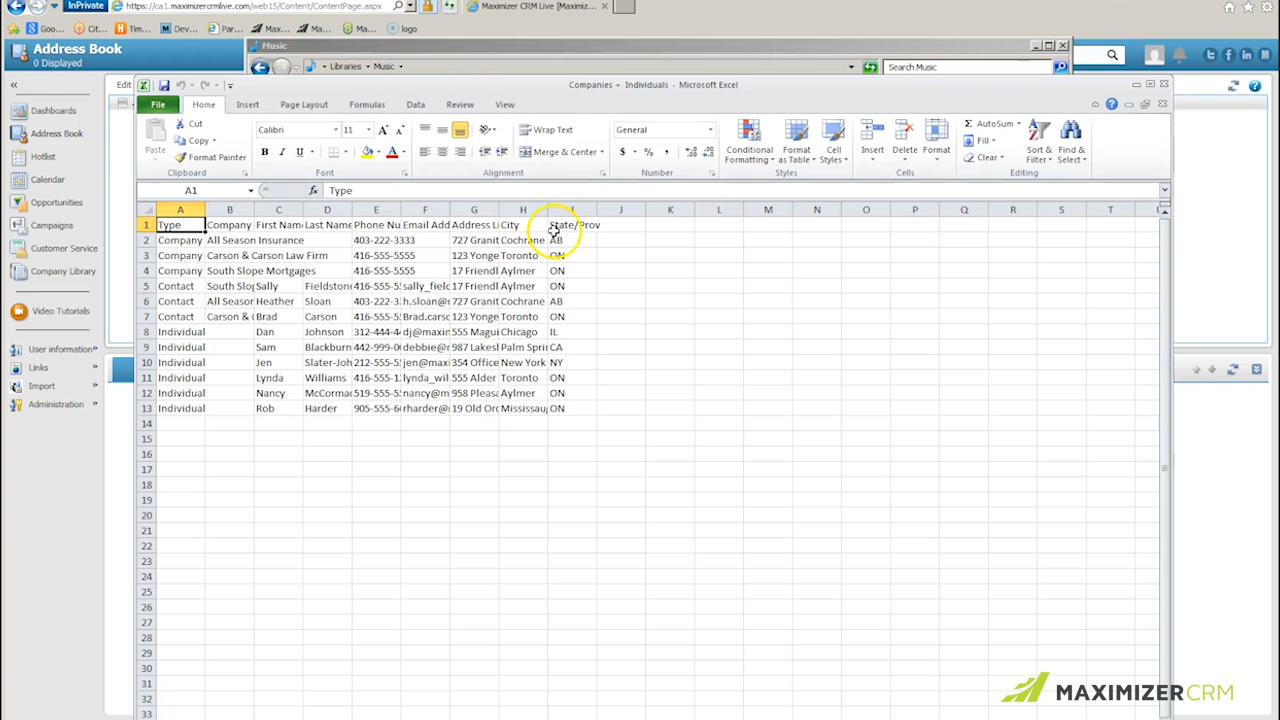 InPrivate
https://ca1.maximizercrmlive.com/web15/Content/ContentPage.aspx
Maximizer CRM Live [Maximiz...
Goo... Cit... Tim... Dev... Par... Max... Ma... Ma... logo
Address Book
0 Displayed
Music
Libraries Music
Search Music
Edit
Dashboards
Address Book
Hotlist
Calendar
Opportunities
Campaigns
Customer Service
Company Library
Video Tutorials
User information
Links
Import
Administration
Companies + Individuals - Microsoft Excel
File Home Insert Page Layout Formulas Data Review View
Paste
Cut
Copy
Format Painter
Clipboard
Calibri 11
B I U
Font
Wrap Text
Merge & Center
Alignment
General
$ % ,
Number
Conditional Formatting
Format as Table
Cell Styles
Styles
Insert Delete Format
Cells
AutoSum
Fill
Clear
Sort & Filter
Find & Select
Editing
A1 fx Type
A B C D E F G H I J K L M N O P Q R S T
1 Type Company First Nam Last Name Phone Nu Email Add Address Li City State/Prov
2 Company All Season Insurance 403-222-3333 727 Granit Cochrane AB
3 Company Carson & Carson Law Firm 416-555-5555 123 Yonge Toronto ON
4 Company South Slope Mortgages 416-555-5555 17 Friendl Aylmer ON
5 Contact South Slop Sally Fieldstone 416-555-5 sally_field 17 Friendl Aylmer ON
6 Contact All Season Heather Sloan 403-222-3 h.sloan@ 727 Granit Cochrane AB
7 Contact Carson & C Brad Carson 416-555-5 Brad.carso 123 Yonge Toronto ON
8 Individual Dan Johnson 312-444-4 dj@maxin 555 Magui Chicago IL
9 Individual Sam Blackburn 442-999-0 debbie@ 987 Lakesl Palm Sprin CA
10 Individual Jen Slater-Joh 212-555-5 jen@maxi 354 Office New York NY
11 Individual Lynda Williams 416-555-1 lynda_wil 555 Alder Toronto ON
12 Individual Nancy McCormac 519-555-5 nancy@m 958 Pleasa Aylmer ON
13 Individual Rob Harder 905-555-6 rharder@ 19 Old Orc Mississaug ON
14
15
16
17
18
19
20
21
22
23
24
25
26
27
28
29
30
31
32
33
MAXIMIZERCRM